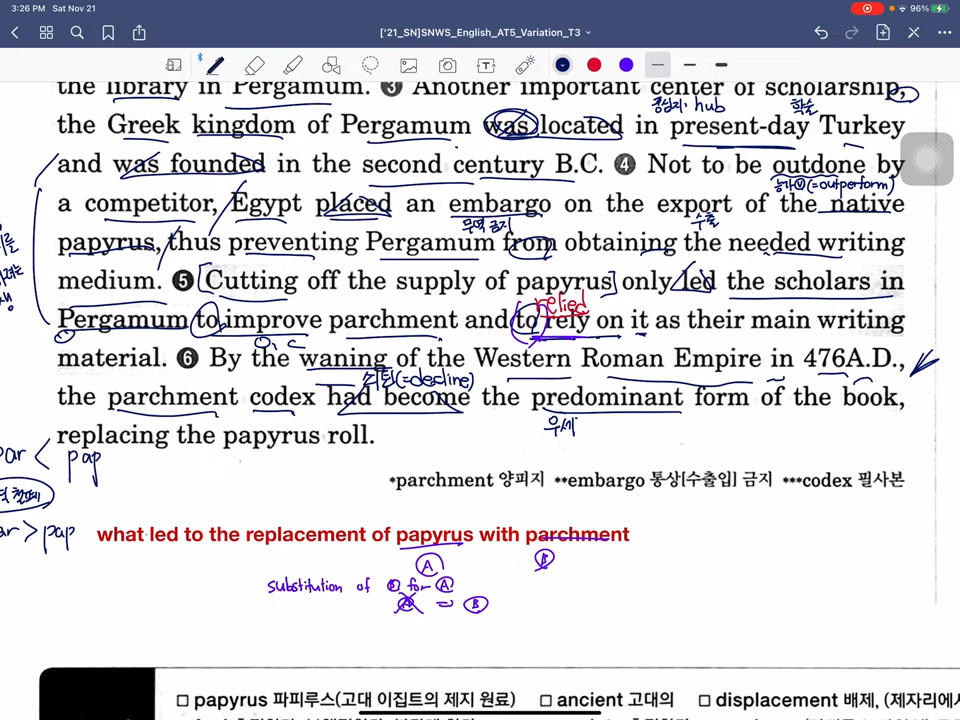 3:26 PM Sat Nov 21
96%
['21_SN]SNWS_English_AT5_Variation_T3
the library in Pergamum. ❸ Another important center of scholarship,
중심지· hub 학술
the Greek kingdom of Pergamum was located in present-day Turkey
and was founded in the second century B.C. ❹ Not to be outdone by
능가 (=outperform)
a competitor, Egypt placed an embargo on the export of the native
무역 금지 수출
papyrus, thus preventing Pergamum from obtaining the needed writing
medium. ❺ [Cutting off the supply of papyrus] only led the scholars in
relied
Pergamum to improve parchment and to rely on it as their main writing
O.C
material. ❻ By the waning of the Western Roman Empire in 476A.D.,
쇠퇴(=decline)
the parchment codex had become the predominant form of the book,
우세
replacing the papyrus roll.
par < pap
*parchment 양피지 **embargo 통상[수출입] 금지 ***codex 필사본
par > pap
what led to the replacement of papyrus with parchment
A B
substitution of B for A
A = B
□ papyrus 파피루스(고대 이집트의 제지 원료) □ ancient 고대의 □ displacement 배제, (제자리에서